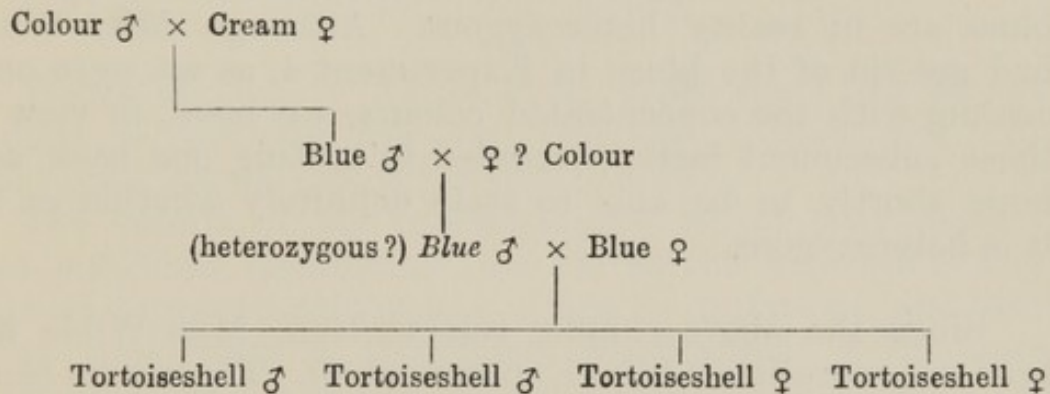 Colour ♂ × Cream ♀
Blue ♂ × ♀ ? Colour
(heterozygous ?) Blue ♂ × Blue ♀
Tortoiseshell ♂ Tortoiseshell ♂ Tortoiseshell ♀ Tortoiseshell ♀